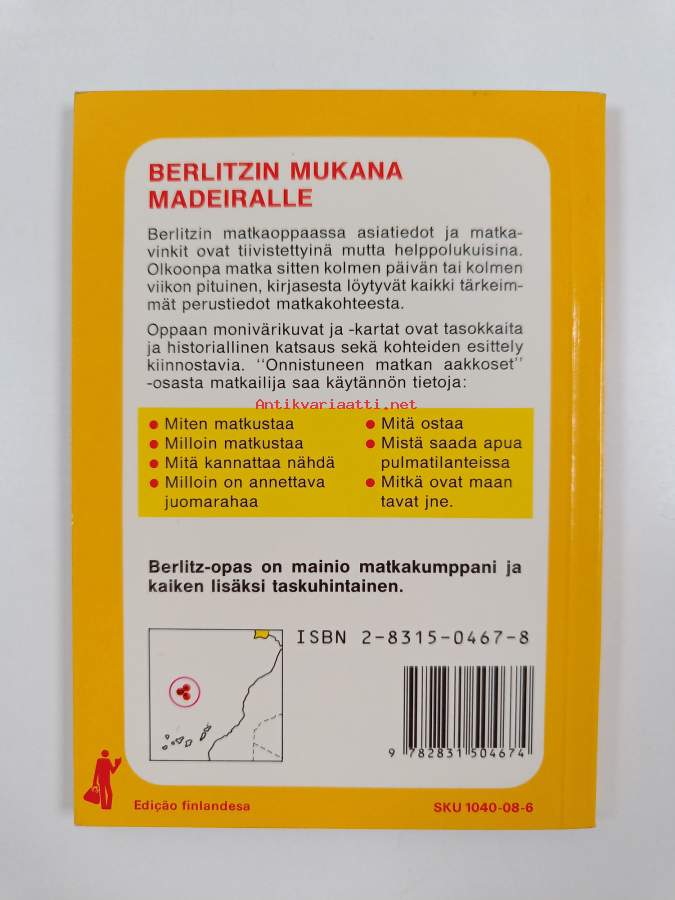 BERLITZIN MUKANA
MADEIRALLE
Berlitzin matkaoppaassa asiatiedot ja matka-
vinkit ovat tiivistettyinä mutta helppolukuisina.
Olkoonpa matka sitten kolmen päivän tai kolmen
viikon pituinen, kirjasesta löytyvät kaikki tärkeim-
mät perustiedot matkakohteesta.
Oppaan monivärikuvat ja -kartat ovat tasokkaita
ja historiallinen katsaus sekä kohteiden esittely
kiinnostavia. “Onnistuneen matkan aakkoset”
-osasta matkailija saa käytännön tietoja:
Antikvariaatti.net
● Miten matkustaa
● Milloin matkustaa
● Mitä kannattaa nähdä
● Milloin on annettava
juomarahaa
● Mitä ostaa
● Mistä saada apua
pulmatilanteissa
● Mitkä ovat maan
tavat jne.
Berlitz-opas on mainio matkakumppani ja
kaiken lisäksi taskuhintainen.
ISBN 2-8315-0467-8
9 782831 504674
Edição finlandesa
SKU 1040-08-6